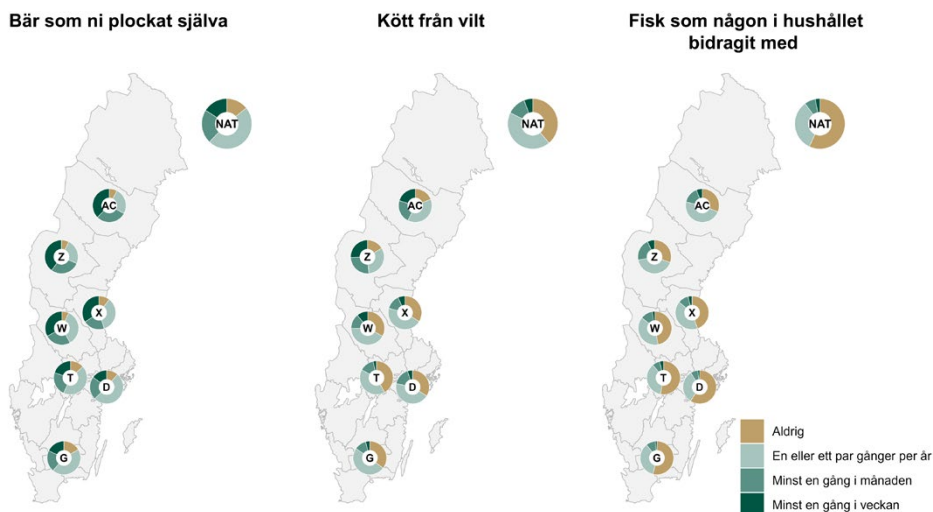 Bär som ni plockat själva
Kött från vilt
Fisk som någon i hushållet
bidragit med
NAT
AC
Z
X
W
T
D
G
NAT
AC
Z
X
W
T
D
G
NAT
AC
Z
X
W
T
D
G
Aldrig
En eller ett par gånger per år
Minst en gång i månaden
Minst en gång i veckan